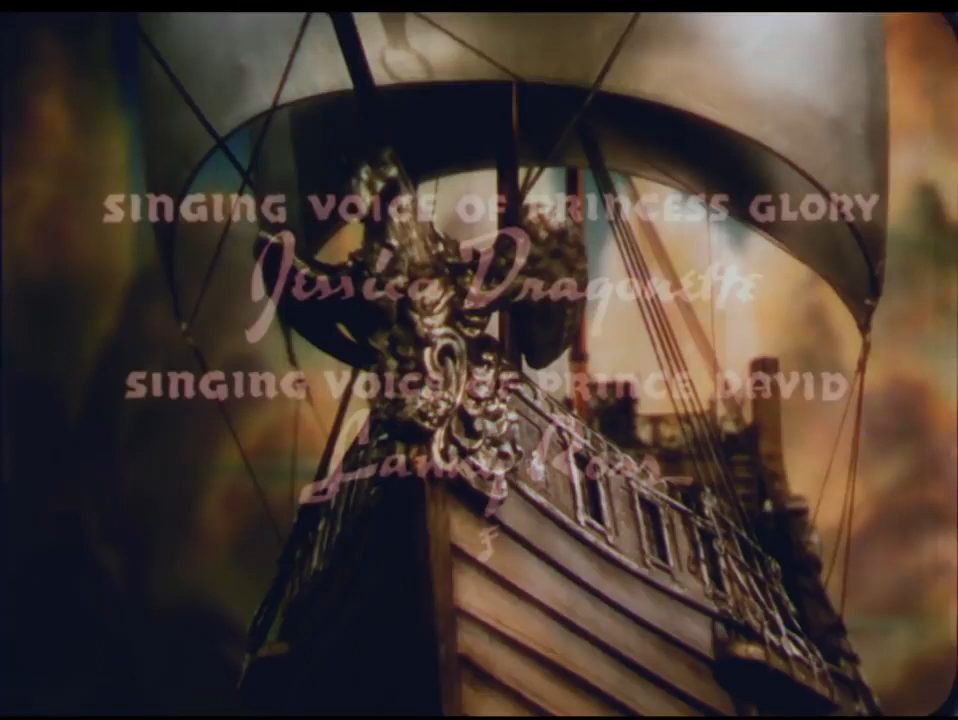 SINGING VOICE OF PRINCESS GLORY
Jessica Dragonette
SINGING VOICE OF PRINCE DAVID
Lanny Ross